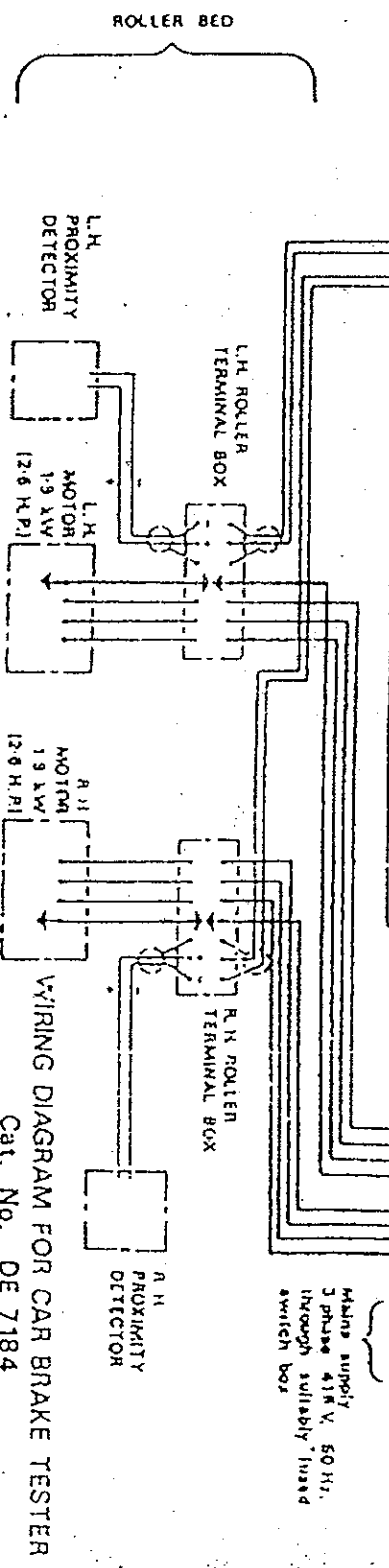 ROLLER BED
L.H.
PROXIMITY
DETECTOR
L.H. ROLLER
TERMINAL BOX
L.H.
MOTOR
1·9 kW
(2·6 H.P.)
R H
MOTOR
1 9 kW
(2·6 H.P.)
R.H. ROLLER
TERMINAL BOX
R H
PROXIMITY
DETECTOR
Mains supply
3 phase 415 V. 50 Hz,
through suitably fused
switch box
WIRING DIAGRAM FOR CAR BRAKE TESTER
Cat. No. DE 7184